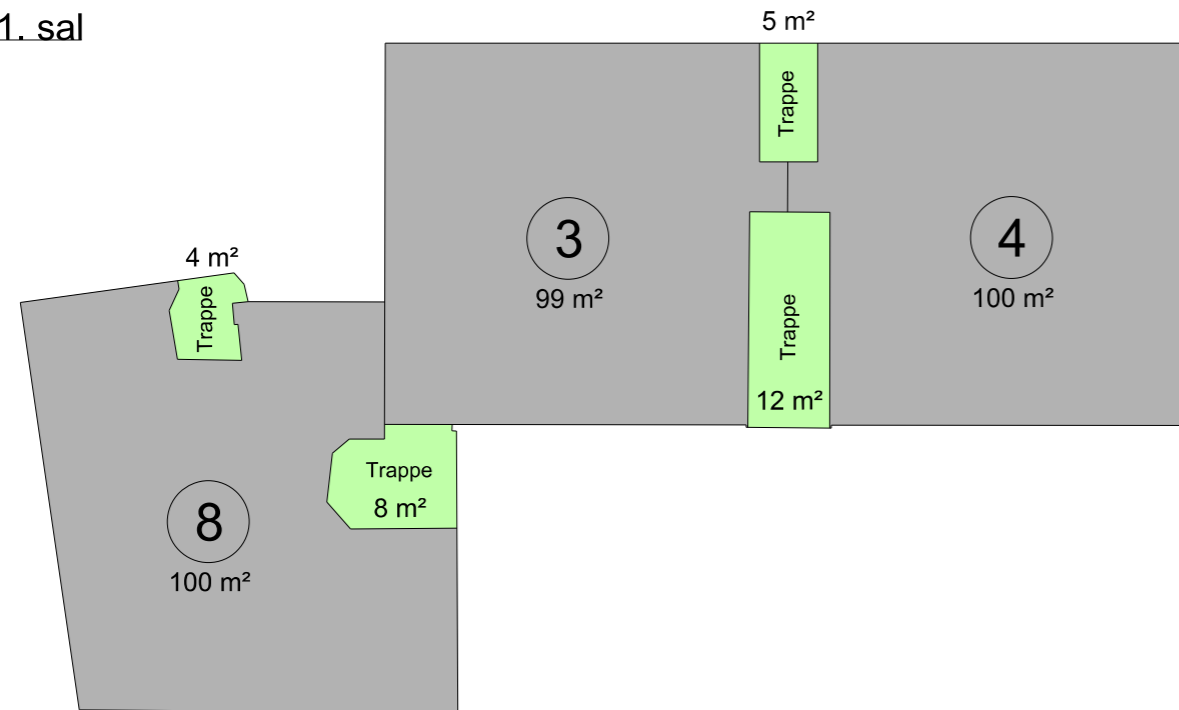 1. sal
5 m²
Trappe
3
99 m²
4
100 m²
Trappe
12 m²
4 m²
Trappe
Trappe
8 m²
8
100 m²